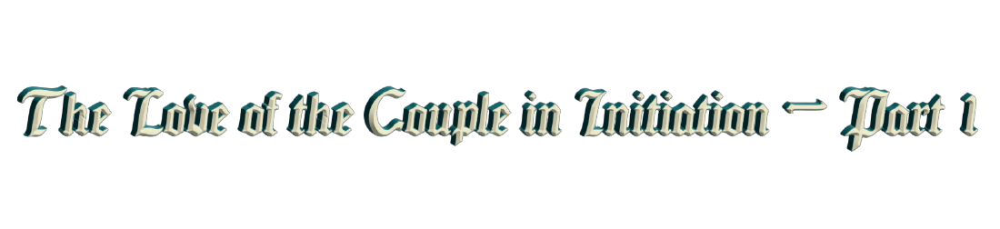 The Love of the Couple in Initiation – Part 1